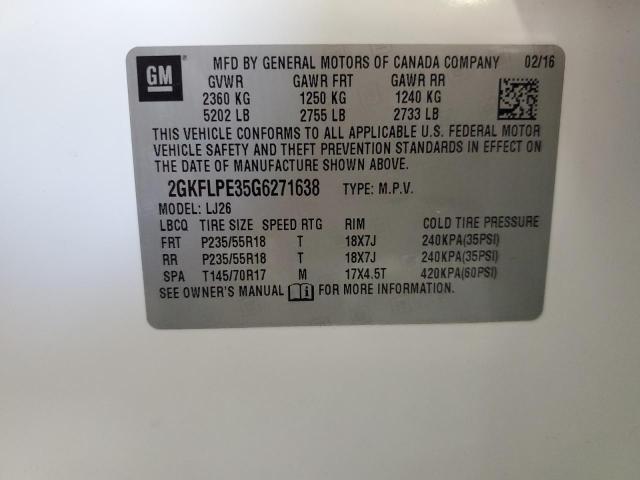 GM
MFD BY GENERAL MOTORS OF CANADA COMPANY 02/16
GVWR GAWR FRT GAWR RR
2360 KG 1250 KG 1240 KG
5202 LB 2755 LB 2733 LB
THIS VEHICLE CONFORMS TO ALL APPLICABLE U.S. FEDERAL MOTOR
VEHICLE SAFETY AND THEFT PREVENTION STANDARDS IN EFFECT ON
THE DATE OF MANUFACTURE SHOWN ABOVE.
2GKFLPE35G6271638 TYPE: M.P.V.
MODEL: LJ26
LBCQ TIRE SIZE SPEED RTG RIM COLD TIRE PRESSURE
FRT P235/55R18 T 18X7J 240KPA(35PSI)
RR P235/55R18 T 18X7J 240KPA(35PSI)
SPA T145/70R17 M 17X4.5T 420KPA(60PSI)
SEE OWNER'S MANUAL FOR MORE INFORMATION